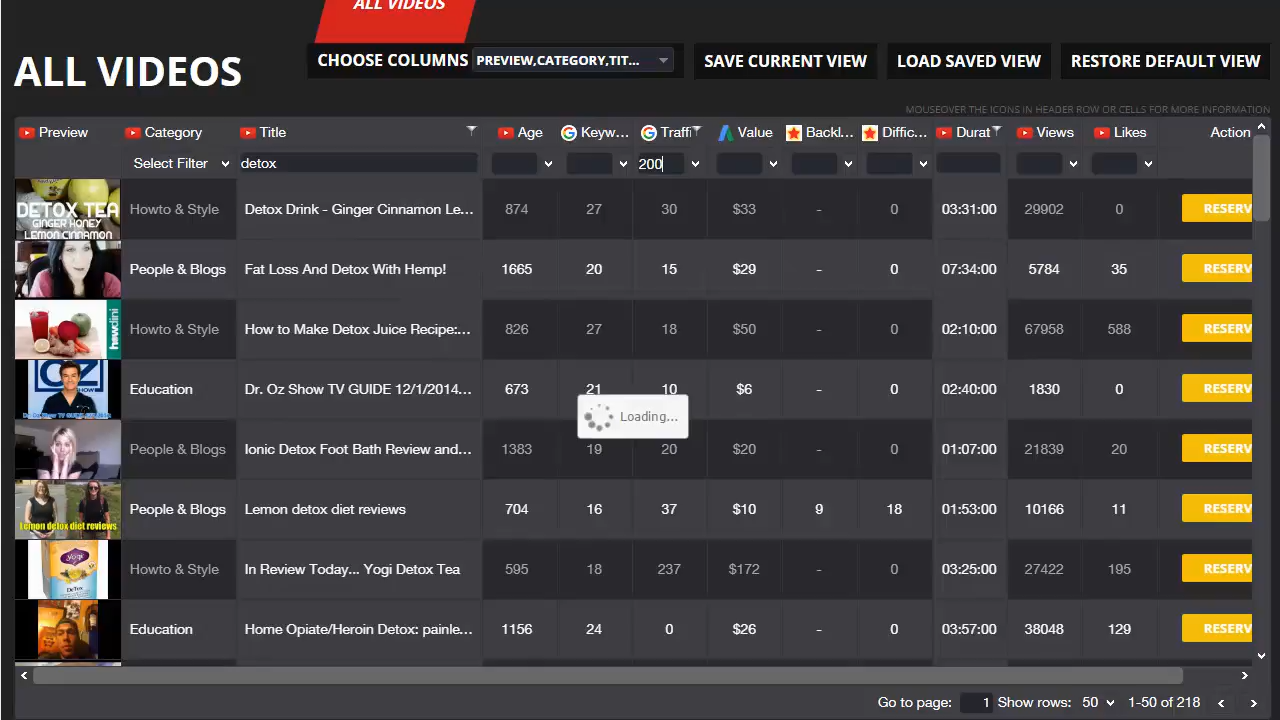 ALL VIDEOS
ALL VIDEOS
CHOOSE COLUMNS PREVIEW,CATEGORY,TIT... SAVE CURRENT VIEW LOAD SAVED VIEW RESTORE DEFAULT VIEW
MOUSEOVER THE ICONS IN HEADER ROW OR CELLS FOR MORE INFORMATION
Preview Category Title Age Keyw... Traffi Value Backl... Diffic... Durat Views Likes Action
Select Filter detox 200
DETOX TEA
GINGER HONEY
LEMON CINNAMON
Howto & Style Detox Drink - Ginger Cinnamon Le... 874 27 30 $33 - 0 03:31:00 29902 0 RESERV
People & Blogs Fat Loss And Detox With Hemp! 1665 20 15 $29 - 0 07:34:00 5784 35 RESERV
howdini
Howto & Style How to Make Detox Juice Recipe:... 826 27 18 $50 - 0 02:10:00 67958 588 RESERV
OZ
Education Dr. Oz Show TV GUIDE 12/1/2014... 673 21 10 $6 - 0 02:40:00 1830 0 RESERV
Loading...
People & Blogs Ionic Detox Foot Bath Review and... 1383 19 20 $20 - 0 01:07:00 21839 20 RESERV
Lemon detox diet reviews
People & Blogs Lemon detox diet reviews 704 16 37 $10 9 18 01:53:00 10166 11 RESERV
yogi
DeTox
Howto & Style In Review Today... Yogi Detox Tea 595 18 237 $172 - 0 03:25:00 27422 195 RESERV
Education Home Opiate/Heroin Detox: painle... 1156 24 0 $26 - 0 03:57:00 38048 129 RESERV
Go to page: 1 Show rows: 50 1-50 of 218